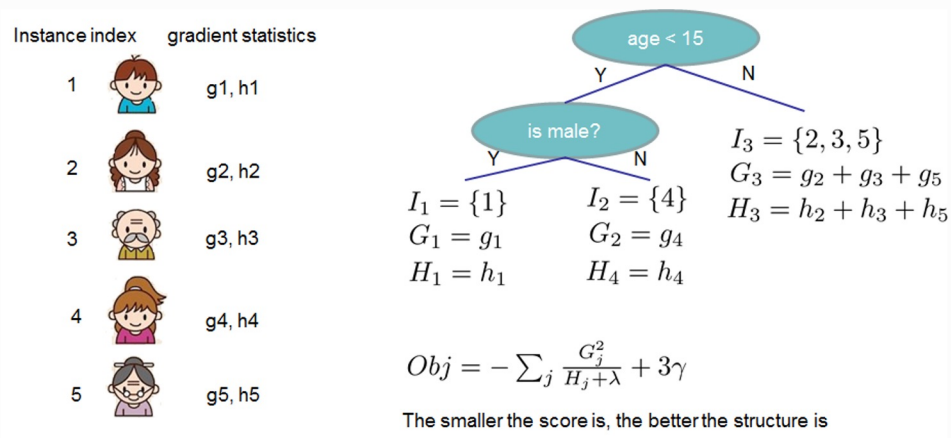 Instance index gradient statistics
1 g1, h1
2 g2, h2
3 g3, h3
4 g4, h4
5 g5, h5
age < 15
Y N
is male?
Y N
I₁ = {1}
G₁ = g₁
H₁ = h₁
I₂ = {4}
G₂ = g₄
H₄ = h₄
I₃ = {2, 3, 5}
G₃ = g₂ + g₃ + g₅
H₃ = h₂ + h₃ + h₅
Obj = − ∑ⱼ Gⱼ² / (Hⱼ+λ) + 3γ
The smaller the score is, the better the structure is